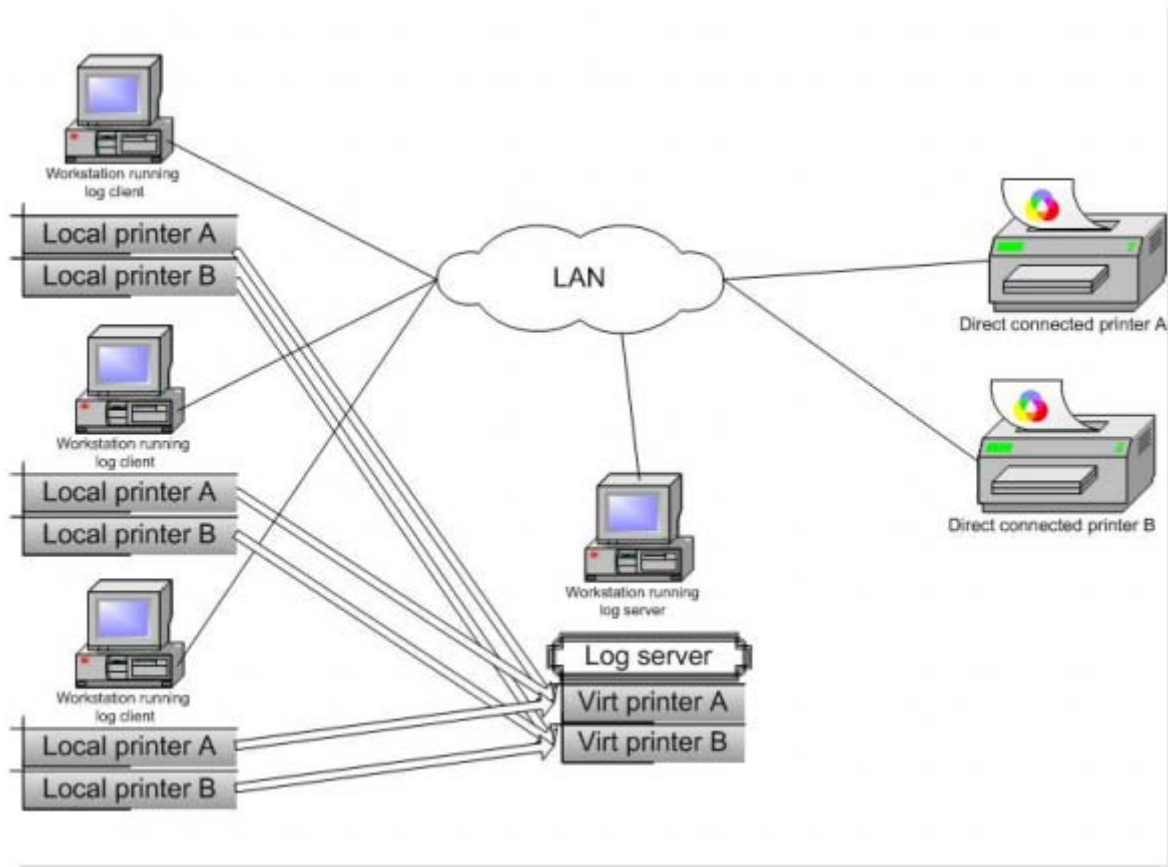 Workstation running
log client
Local printer A
Local printer B
LAN
Direct connected printer A
Workstation running
log client
Local printer A
Local printer B
Direct connected printer B
Workstation running
log server
Log server
Virt printer A
Virt printer B
Workstation running
log client
Local printer A
Local printer B